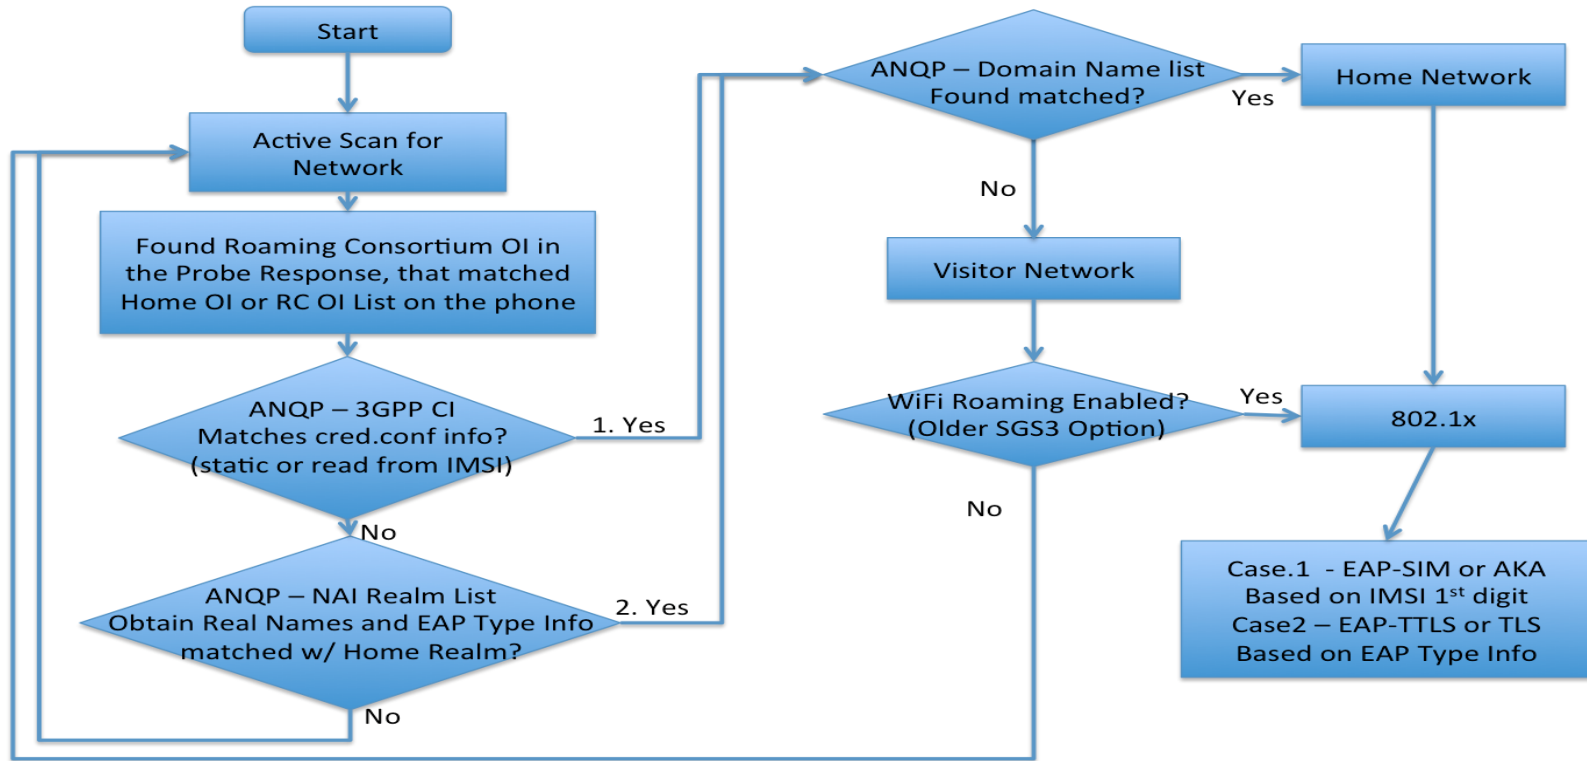 Start
Active Scan for
Network
Found Roaming Consortium OI in
the Probe Response, that matched
Home OI or RC OI List on the phone
ANQP – 3GPP CI
Matches cred.conf info?
(static or read from IMSI)
1. Yes
No
ANQP – NAI Realm List
Obtain Real Names and EAP Type Info
matched w/ Home Realm?
2. Yes
No
ANQP – Domain Name list
Found matched?
Yes
Home Network
No
Visitor Network
WiFi Roaming Enabled?
(Older SGS3 Option)
Yes
No
802.1x
Case.1 - EAP-SIM or AKA
Based on IMSI 1st digit
Case2 – EAP-TTLS or TLS
Based on EAP Type Info